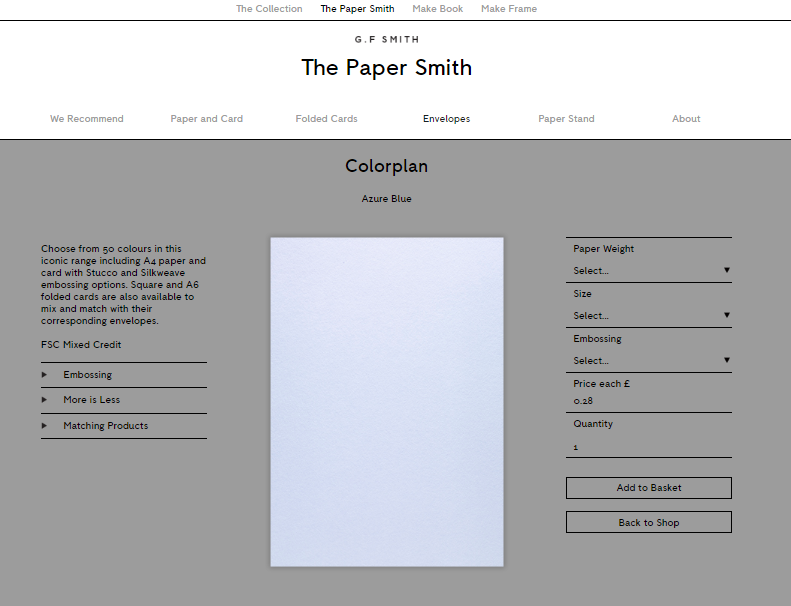 The Collection The Paper Smith Make Book Make Frame
G.F SMITH
The Paper Smith
We Recommend Paper and Card Folded Cards Envelopes Paper Stand About
Colorplan
Azure Blue
Choose from 50 colours in this
iconic range including A4 paper and
card with Stucco and Silkweave
embossing options. Square and A6
folded cards are also available to
mix and match with their
corresponding envelopes.
FSC Mixed Credit
Embossing
More is Less
Matching Products
Paper Weight
Select...
Size
Select...
Embossing
Select...
Price each £
0.28
Quantity
1
Add to Basket
Back to Shop